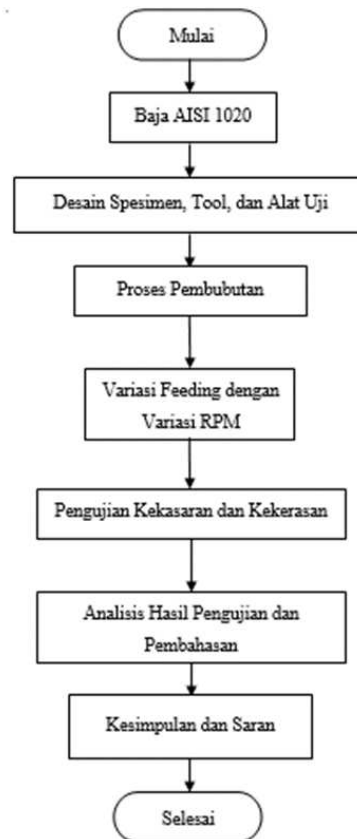 Mulai
Baja AISI 1020
Desain Spesimen, Tool, dan Alat Uji
Proses Pembubutan
Variasi Feeding dengan
Variasi RPM
Pengujian Kekasaran dan Kekerasan
Analisis Hasil Pengujian dan
Pembahasan
Kesimpulan dan Saran
Selesai